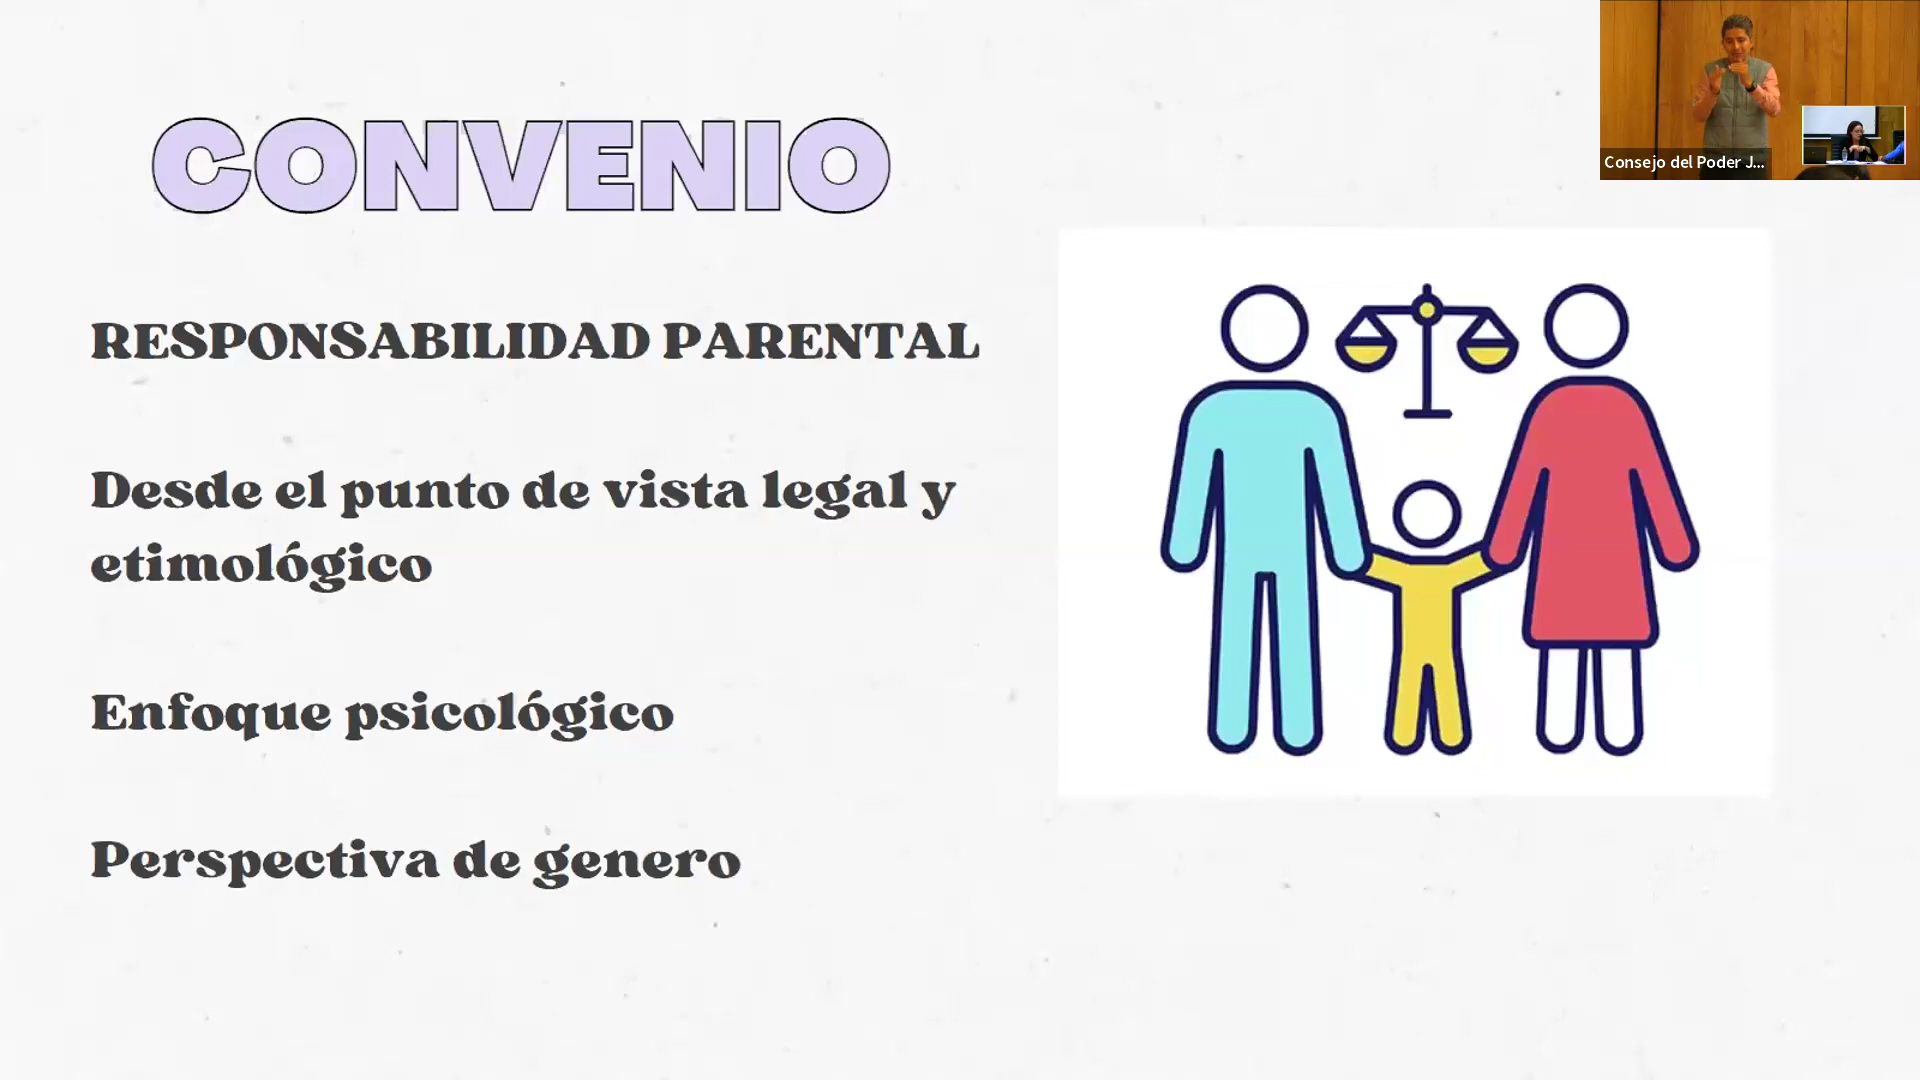 CONVENIO
RESPONSABILIDAD PARENTAL
Desde el punto de vista legal y
etimológico
Enfoque psicológico
Perspectiva de genero
Consejo del Poder J...